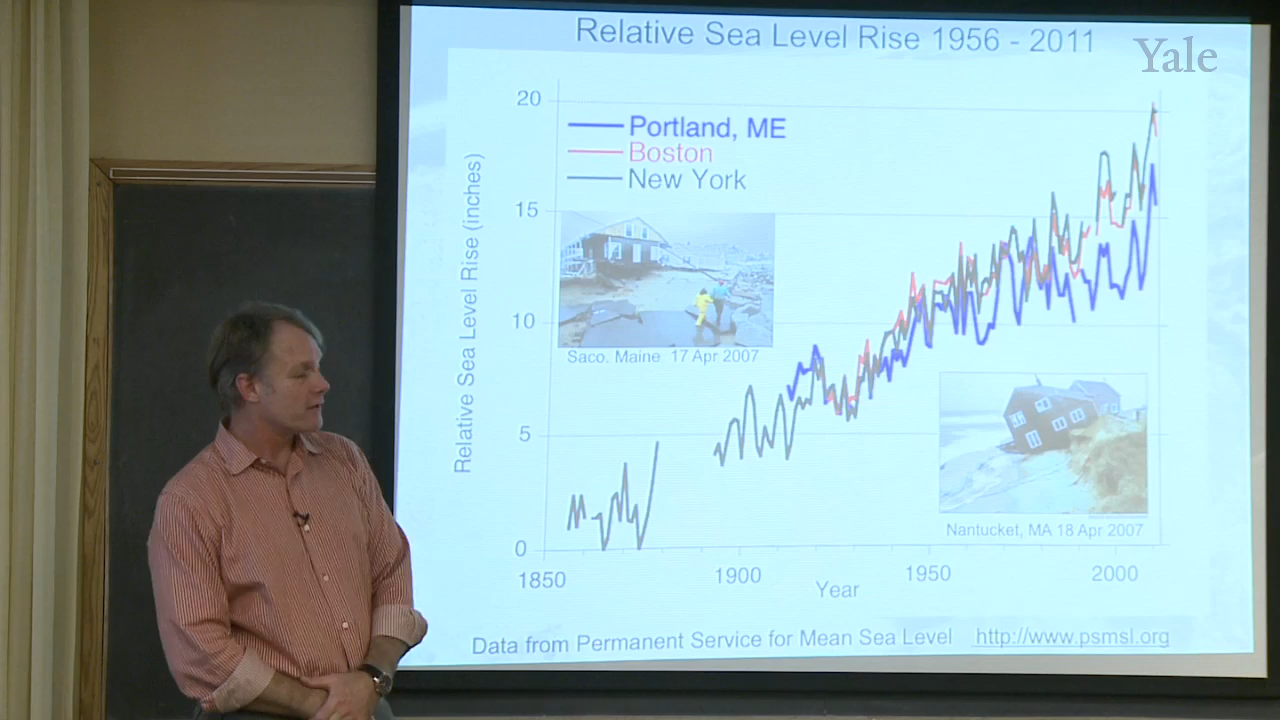 Relative Sea Level Rise 1956 - 2011
Yale
20
15
10
5
0
Relative Sea Level Rise (inches)
Portland, ME
Boston
New York
Saco. Maine 17 Apr 2007
Nantucket, MA 18 Apr 2007
1850
1900
1950
2000
Year
Data from Permanent Service for Mean Sea Level http://www.psmsl.org